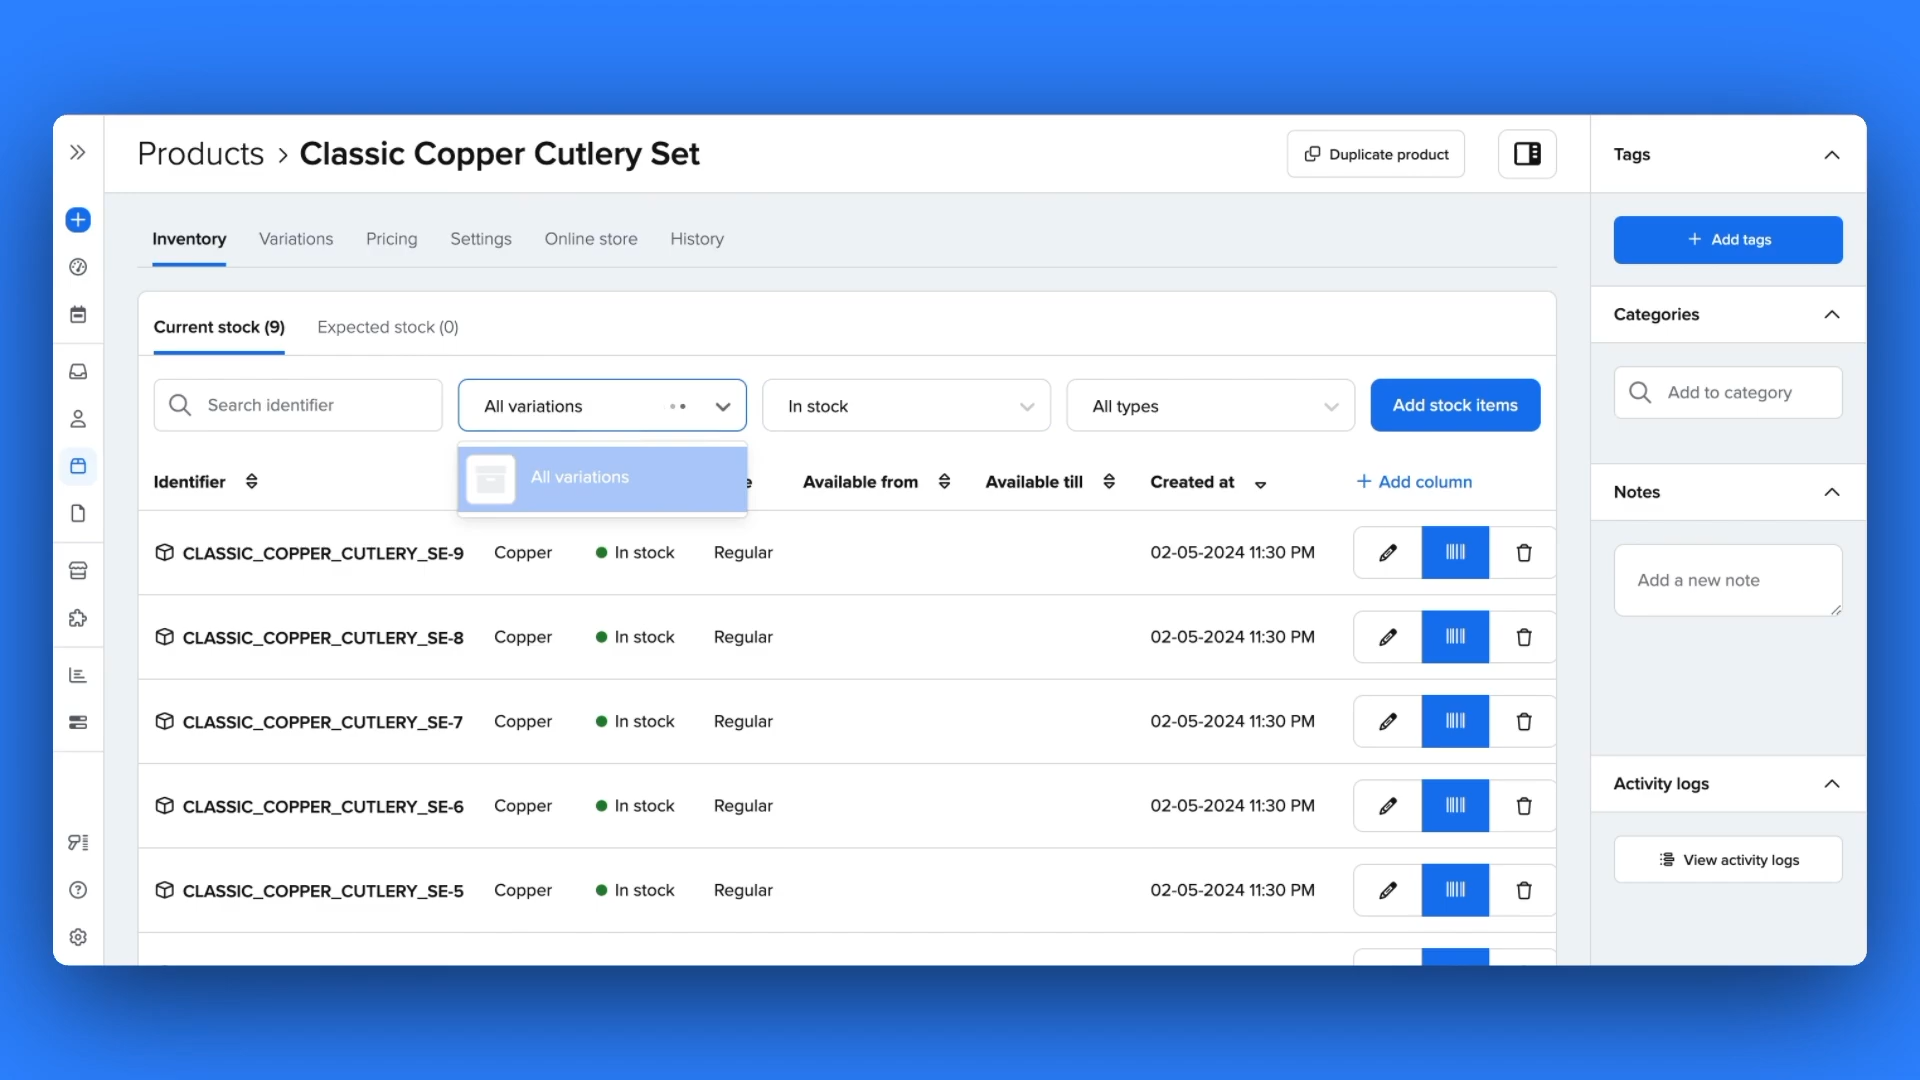 Products › Classic Copper Cutlery Set
Duplicate product
Inventory Variations Pricing Settings Online store History
Current stock (9) Expected stock (0)
Search identifier All variations In stock All types Add stock items
All variations
Identifier Available from Available till Created at + Add column
CLASSIC_COPPER_CUTLERY_SE-9 Copper In stock Regular 02-05-2024 11:30 PM
CLASSIC_COPPER_CUTLERY_SE-8 Copper In stock Regular 02-05-2024 11:30 PM
CLASSIC_COPPER_CUTLERY_SE-7 Copper In stock Regular 02-05-2024 11:30 PM
CLASSIC_COPPER_CUTLERY_SE-6 Copper In stock Regular 02-05-2024 11:30 PM
CLASSIC_COPPER_CUTLERY_SE-5 Copper In stock Regular 02-05-2024 11:30 PM
Tags
+ Add tags
Categories
Add to category
Notes
Add a new note
Activity logs
View activity logs